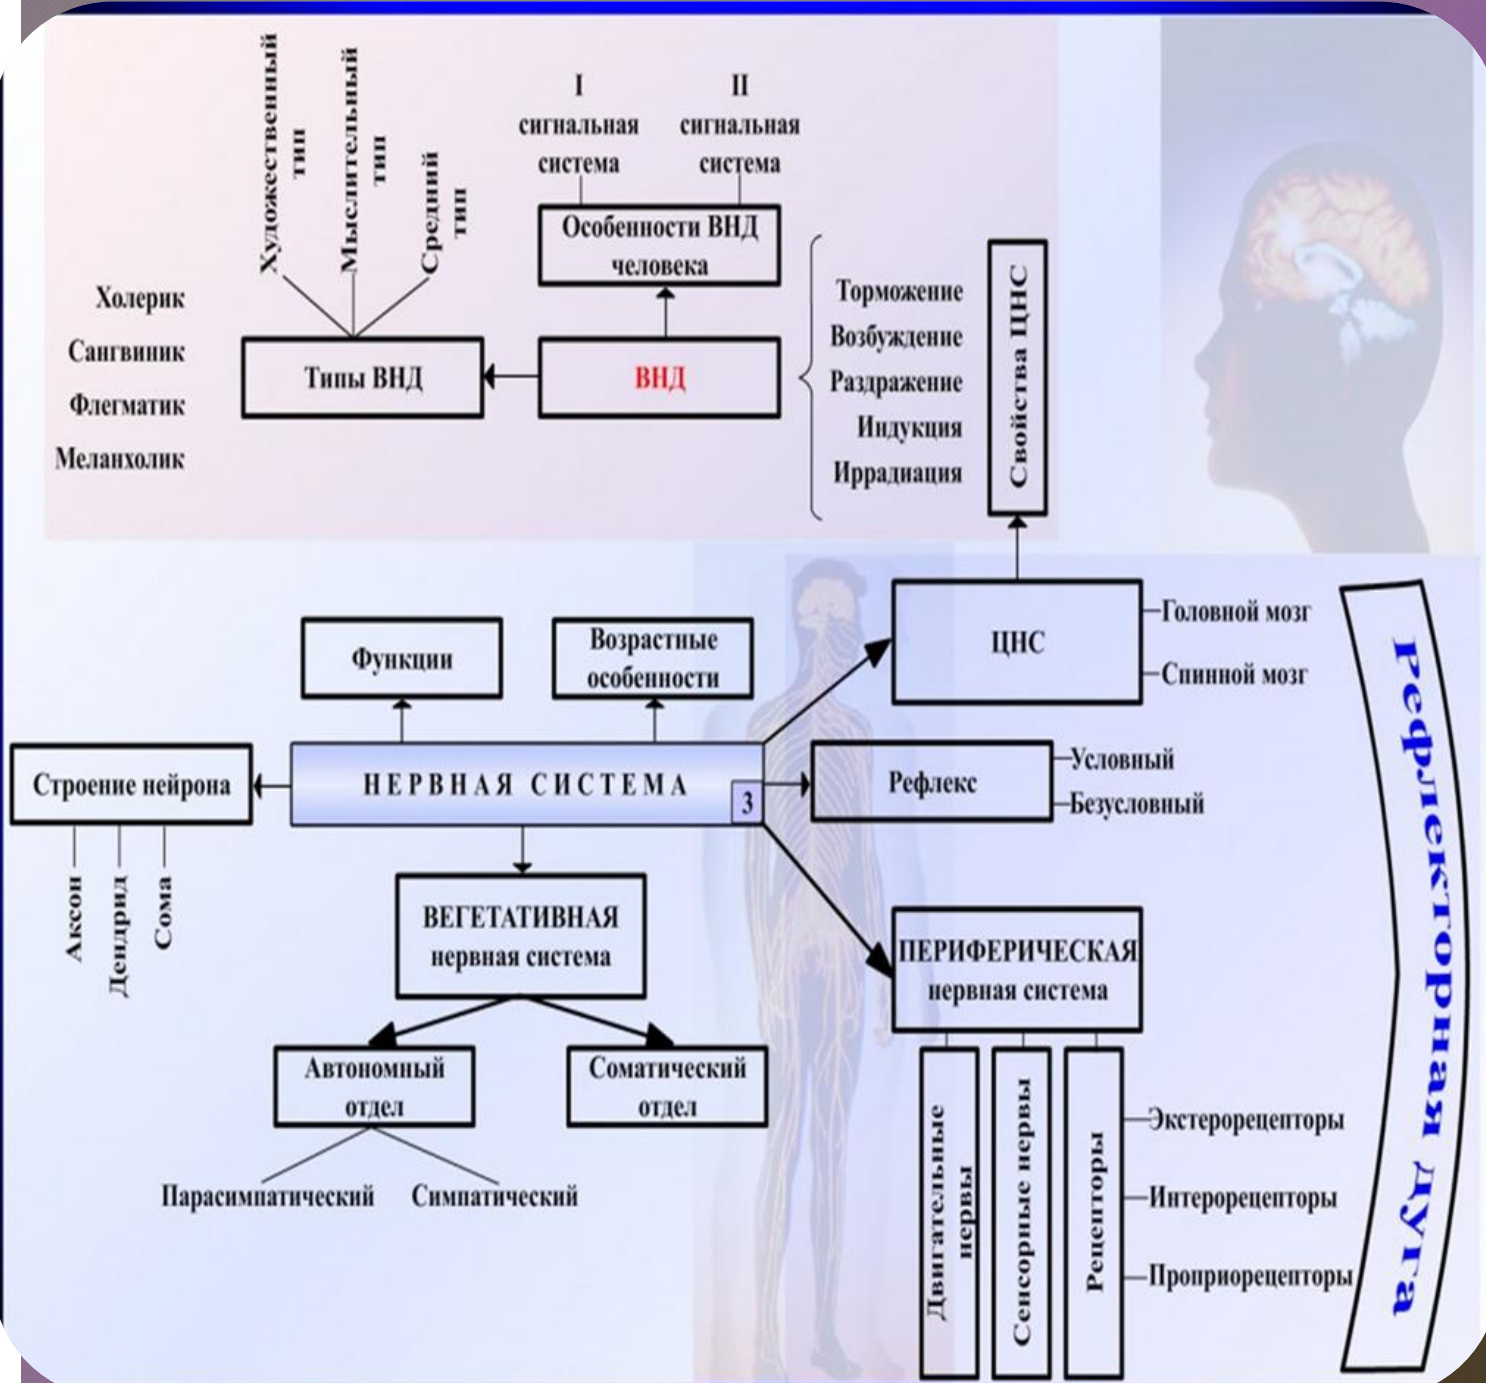 Художественный
тип
Мыслительный
тип
Средний
тип
I
сигнальная
система
II
сигнальная
система
Особенности ВНД
человека
Холерик
Сангвиник
Флегматик
Меланхолик
Типы ВНД
ВНД
Торможение
Возбуждение
Раздражение
Индукция
Иррадиация
Свойства ЦНС
Функции
Возрастные
особенности
ЦНС
Головной мозг
Спинной мозг
Строение нейрона
НЕРВНАЯ СИСТЕМА
3
Рефлекс
Условный
Безусловный
Аксон
Дендрид
Сома
ВЕГЕТАТИВНАЯ
нервная система
ПЕРИФЕРИЧЕСКАЯ
нервная система
Автономный
отдел
Соматический
отдел
Парасимпатический
Симпатический
Двигательные
нервы
Сенсорные нервы
Рецепторы
Экстерорецепторы
Интерорецепторы
Проприорецепторы
Рефлекторная дуга